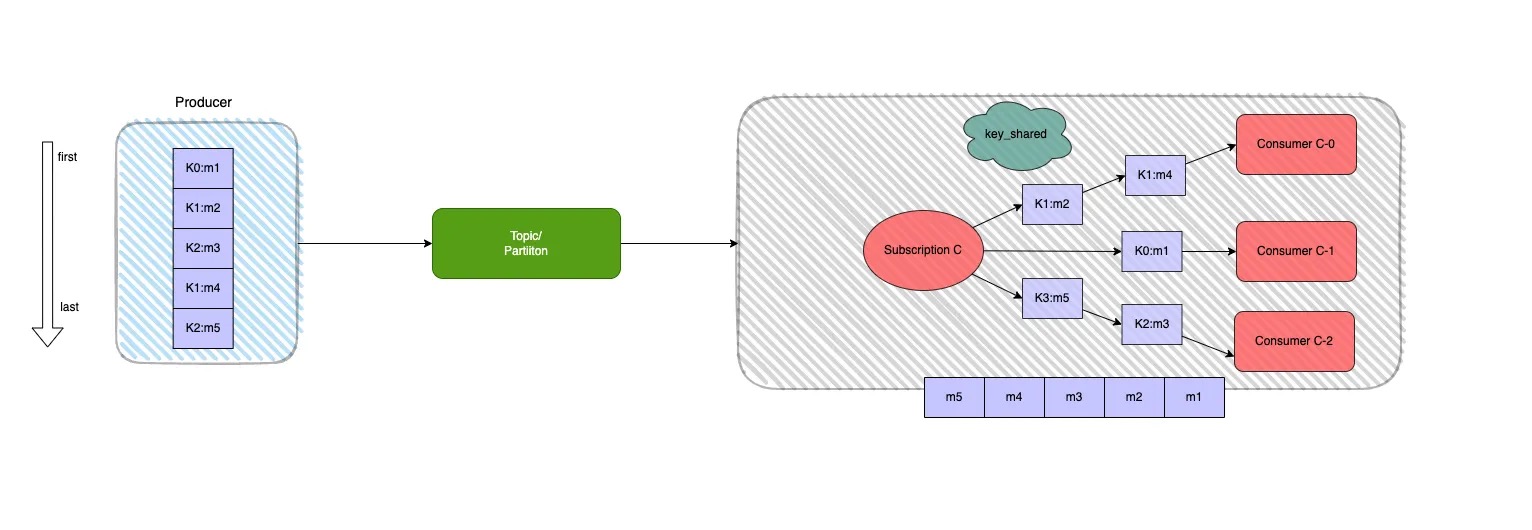 Producer
first
last
K0:m1
K1:m2
K2:m3
K1:m4
K2:m5
Topic/
Partiiton
key_shared
Subscription C
K1:m2
K1:m4
Consumer C-0
K0:m1
Consumer C-1
K3:m5
K2:m3
Consumer C-2
m5 m4 m3 m2 m1